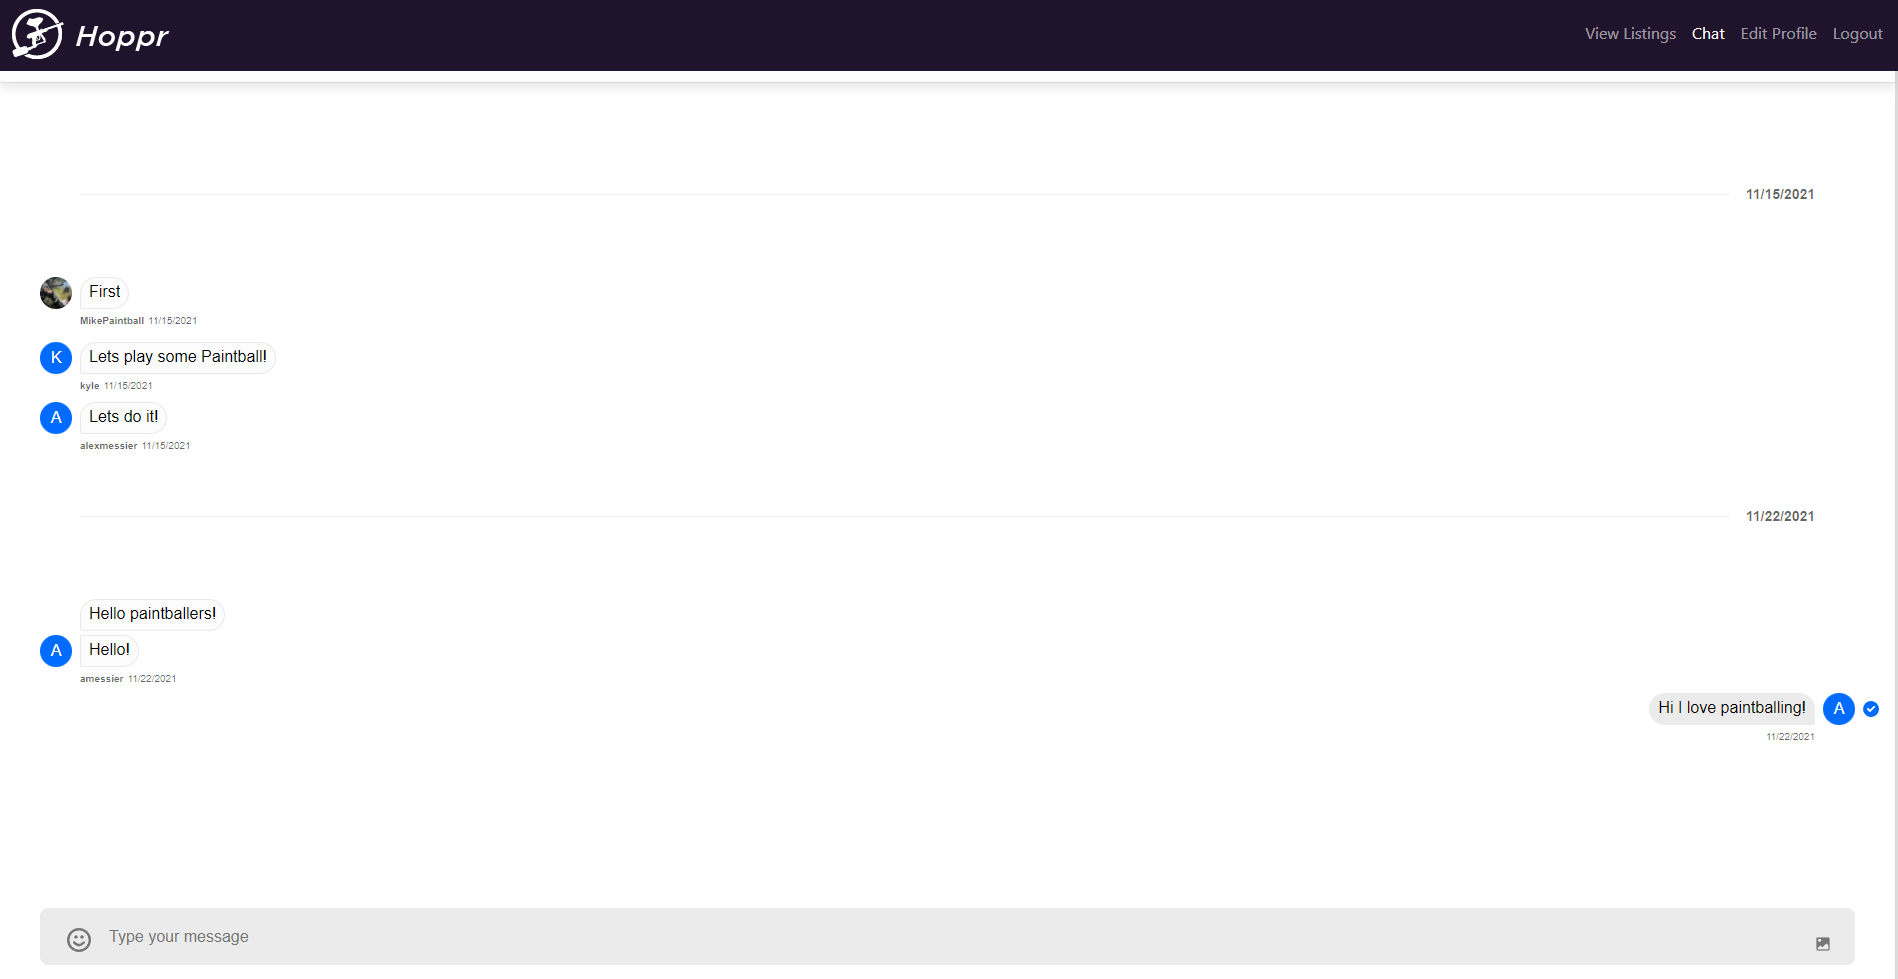 Hoppr
View Listings Chat Edit Profile Logout
11/15/2021
First
MikePaintball 11/15/2021
K
Lets play some Paintball!
kyle 11/15/2021
A
Lets do it!
alexmessier 11/15/2021
11/22/2021
Hello paintballers!
A
Hello!
amessier 11/22/2021
Hi I love paintballing!
A
11/22/2021
Type your message